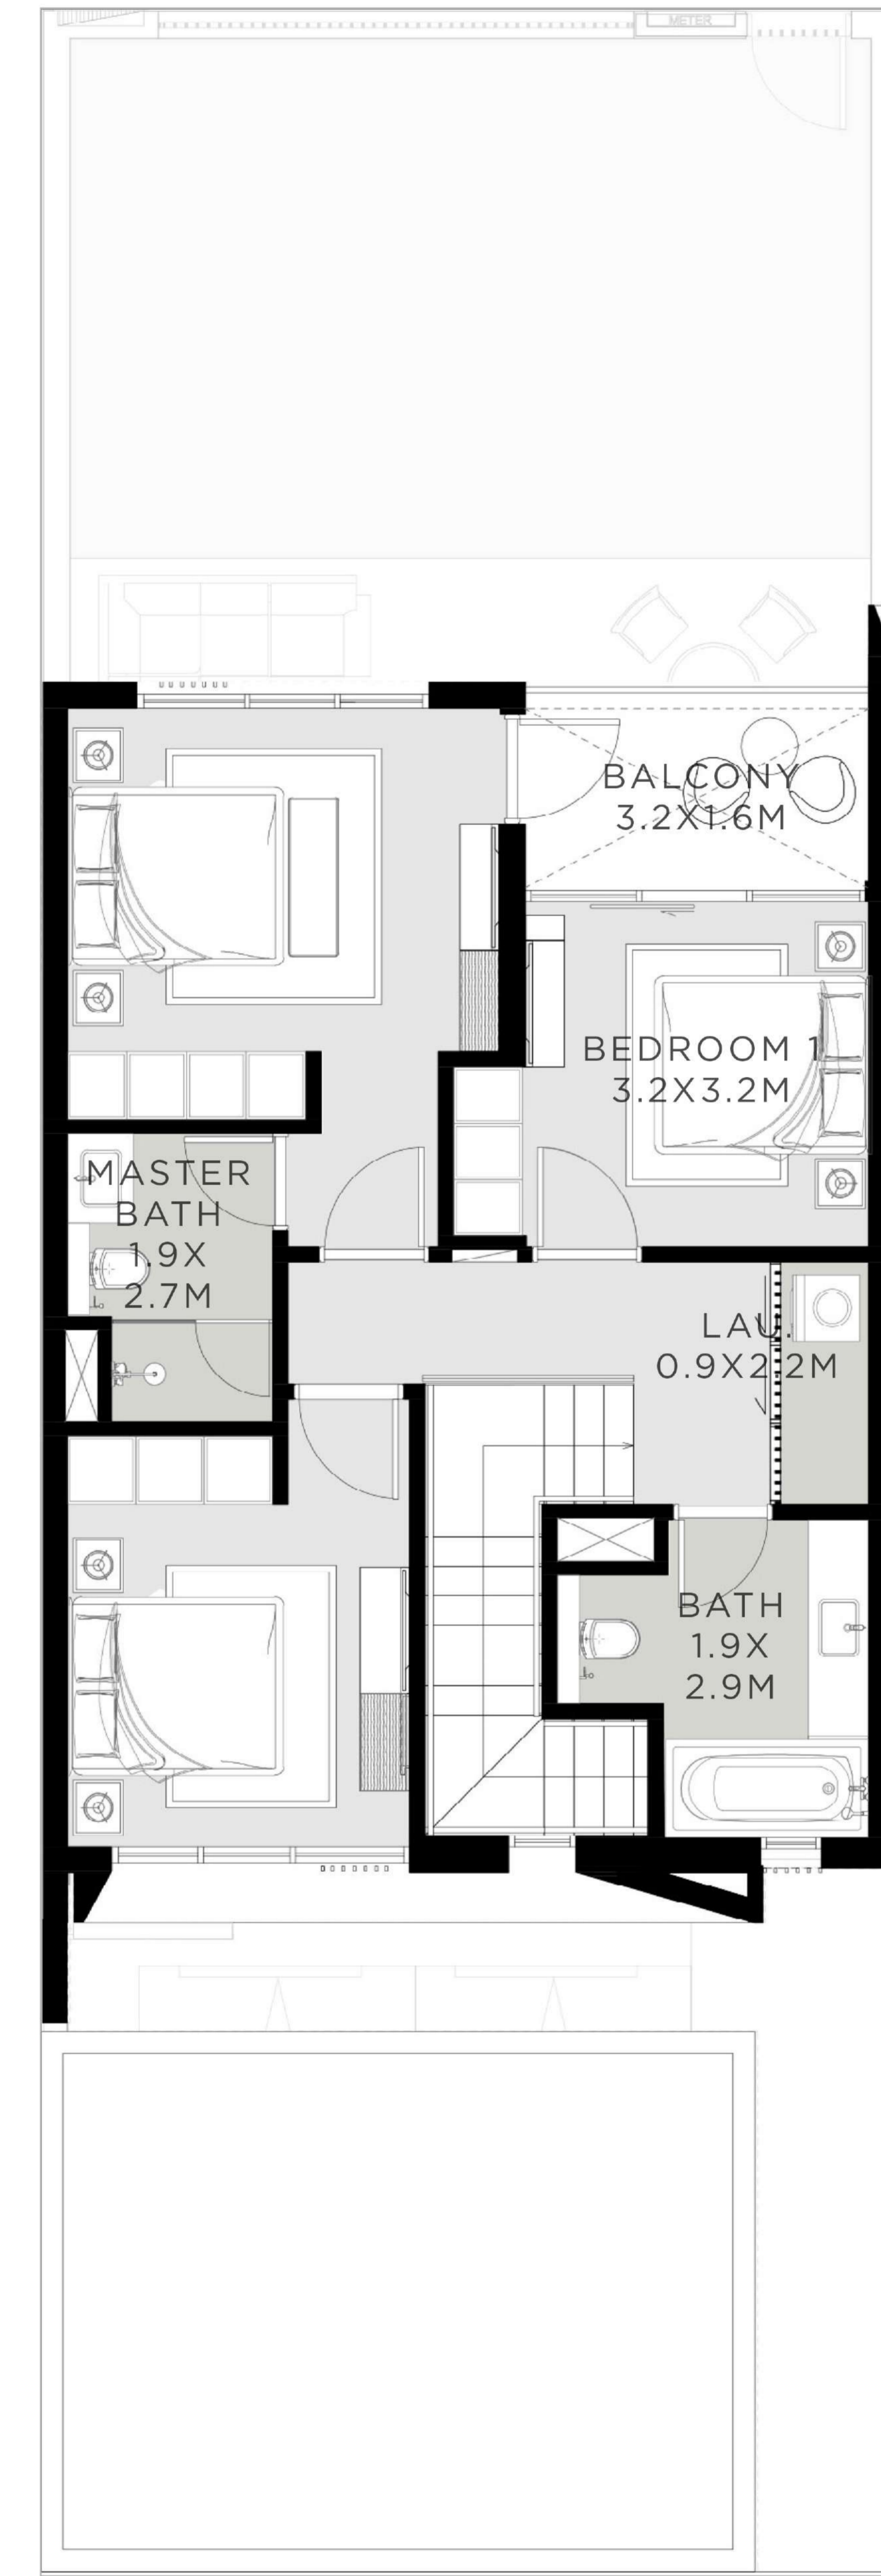 METER
BALCONY
3.2X1.6M
BEDROOM 1
3.2X3.2M
MASTER
BATH
1.9X
2.7M
LAU.
0.9X2.2M
BATH
1.9X
2.9M